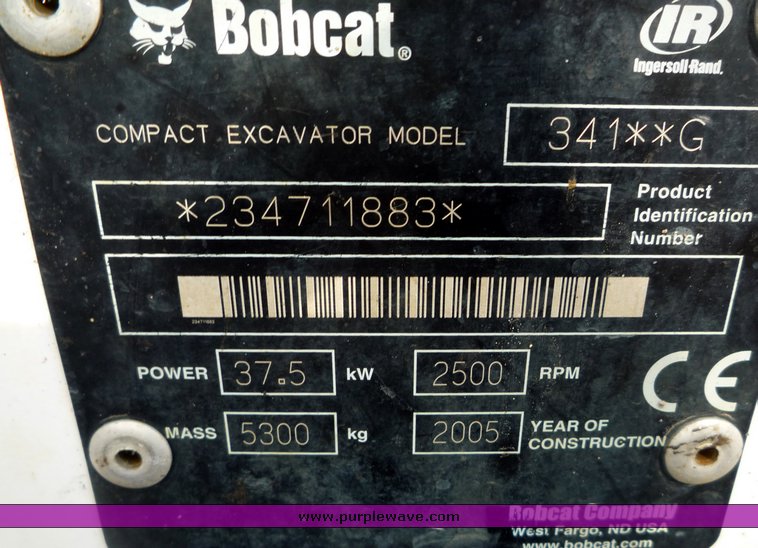 Bobcat®
IR
Ingersoll-Rand®
COMPACT EXCAVATOR MODEL 341**G
*234711883*
Product
Identification
Number
234711883
POWER 37.5 kW 2500 RPM
CE
MASS 5300 kg 2005 YEAR OF
CONSTRUCTION
Bobcat Company
www.purplewave.com
West Fargo, ND USA
www.bobcat.com